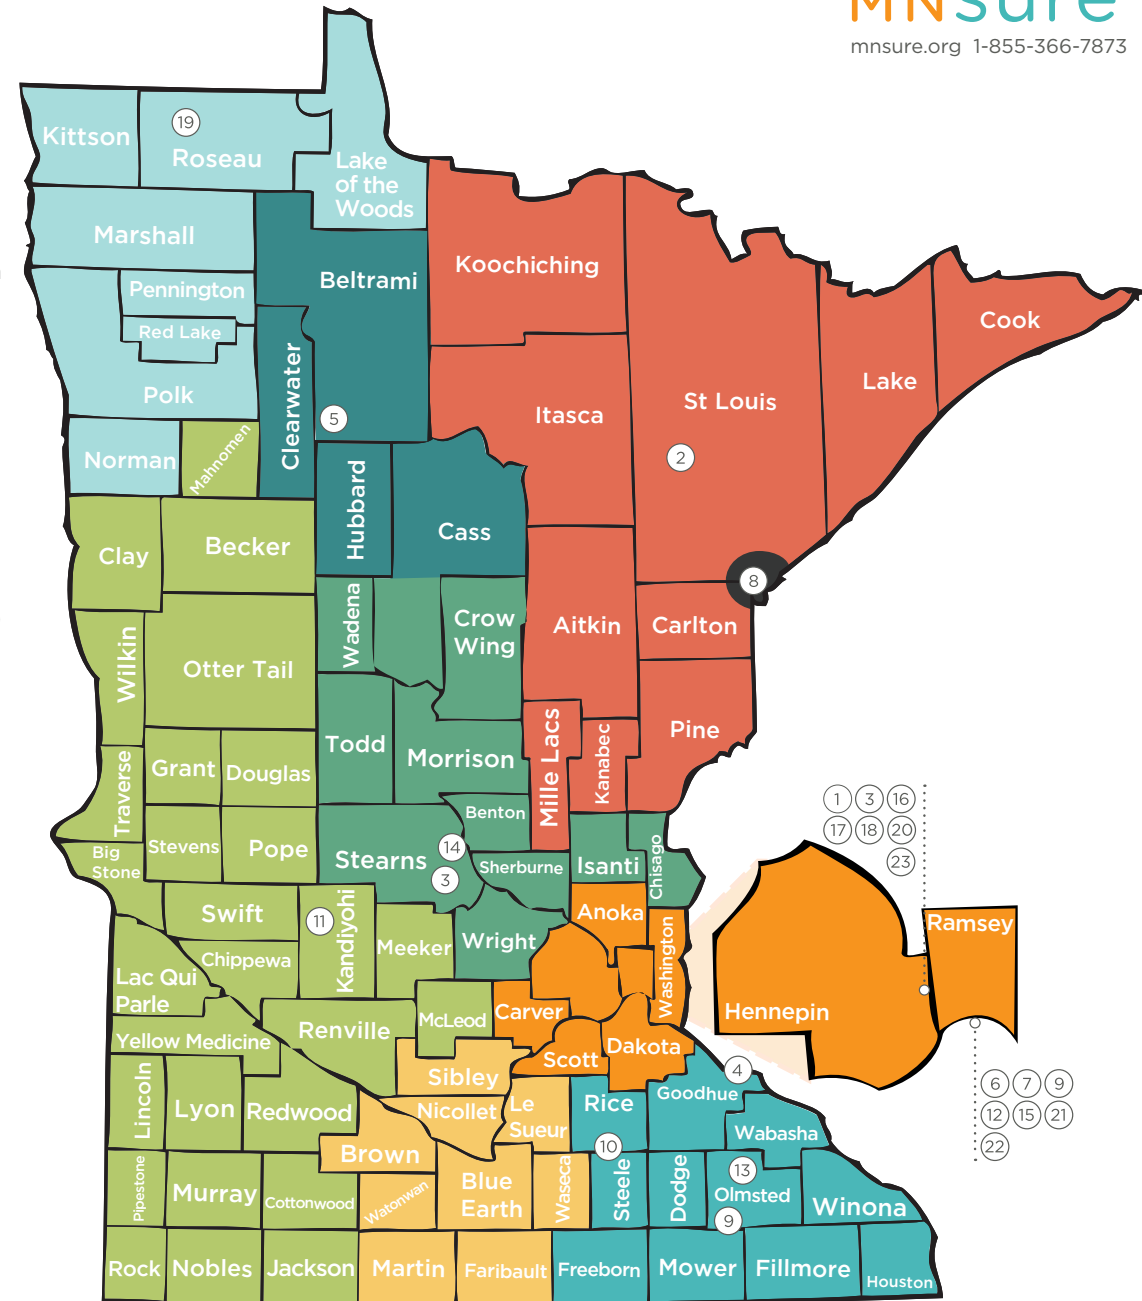 MNsure
mnsure.org 1-855-366-7873
Kittson
19
Roseau
Lake
of the
Woods
Marshall
Beltrami
Koochiching
Pennington
Red Lake
Cook
Polk
Clearwater
5
Itasca
St Louis
Lake
2
Norman
Mahnomen
Hubbard
Cass
Clay
Becker
8
Wadena
Crow
Wing
Aitkin
Carlton
Wilkin
Otter Tail
Todd
Morrison
Mille Lacs
Kanabec
Pine
Traverse
Grant
Douglas
Benton
1 3 16
17 18 20
23
Big
Stone
Stevens
Pope
Stearns
14
3
Sherburne
Isanti
Chisago
Swift
11
Kandiyohi
Meeker
Wright
Anoka
Washington
Ramsey
Chippewa
Lac Qui
Parle
Renville
McLeod
Carver
Hennepin
Yellow Medicine
Scott
Dakota
Sibley
4
6 7 9
12 15 21
22
Lincoln
Lyon
Redwood
Nicollet
Le
Sueur
Rice
Goodhue
Wabasha
Brown
10
Pipestone
Murray
Cottonwood
Watonwan
Blue
Earth
Waseca
Steele
Dodge
13
Olmsted
9
Winona
Rock
Nobles
Jackson
Martin
Faribault
Freeborn
Mower
Fillmore
Houston